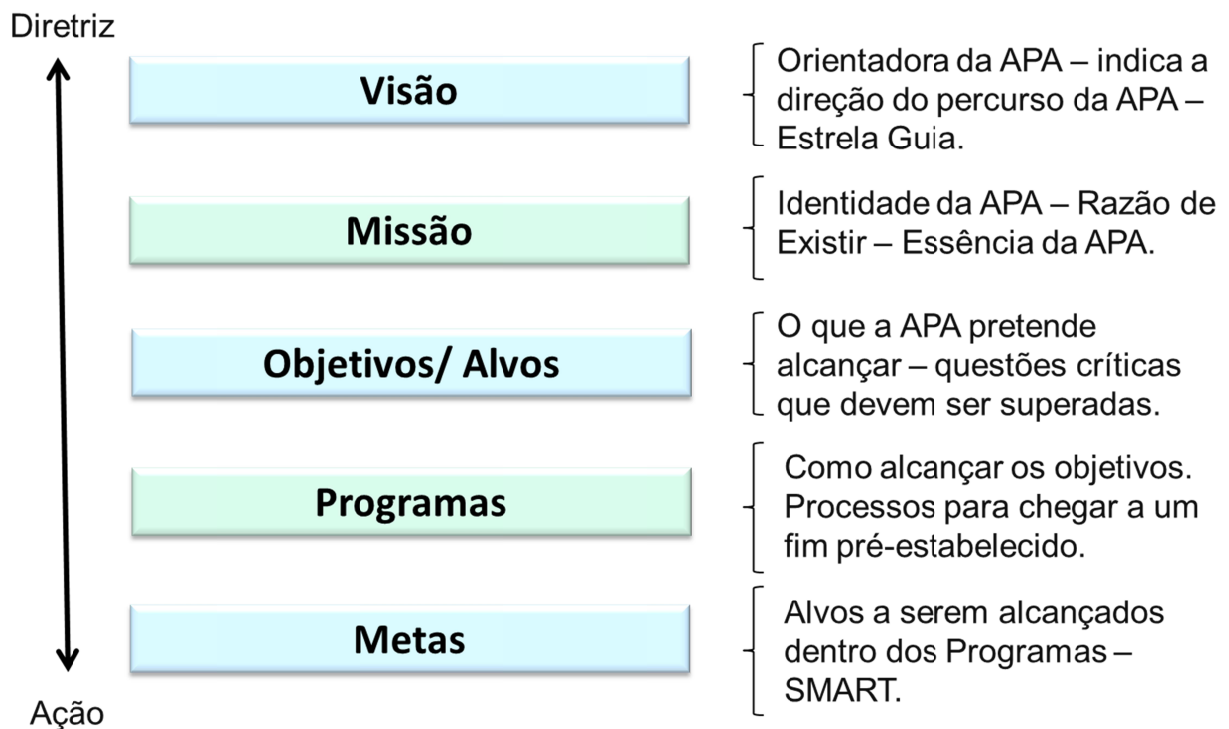 Diretriz
Visão
Orientadora da APA – indica a
direção do percurso da APA –
Estrela Guia.
Missão
Identidade da APA – Razão de
Existir – Essência da APA.
Objetivos/ Alvos
O que a APA pretende
alcançar – questões críticas
que devem ser superadas.
Programas
Como alcançar os objetivos.
Processos para chegar a um
fim pré-estabelecido.
Metas
Alvos a serem alcançados
dentro dos Programas –
SMART.
Ação